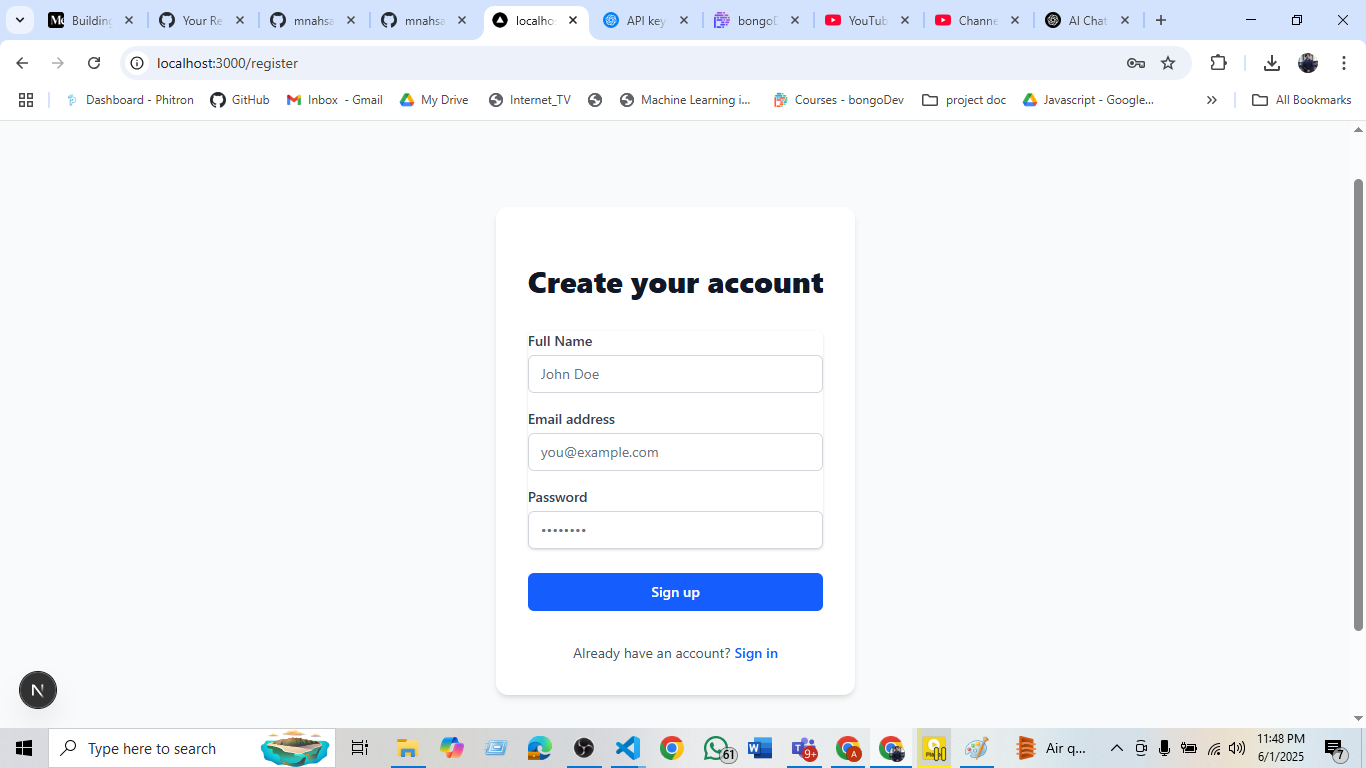 Building
Your Re
mnahsa
mnahsa
localhos
API key
bongoD
YouTub
Channe
AI Chat
localhost:3000/register
Dashboard - Phitron
GitHub
Inbox - Gmail
My Drive
Internet_TV
Machine Learning i...
Courses - bongoDev
project doc
Javascript - Google...
»
All Bookmarks
Create your account
Full Name
John Doe
Email address
you@example.com
Password
••••••••
Sign up
Already have an account? Sign in
N
Type here to search
61
9+
A
Air q...
11:48 PM
6/1/2025
7